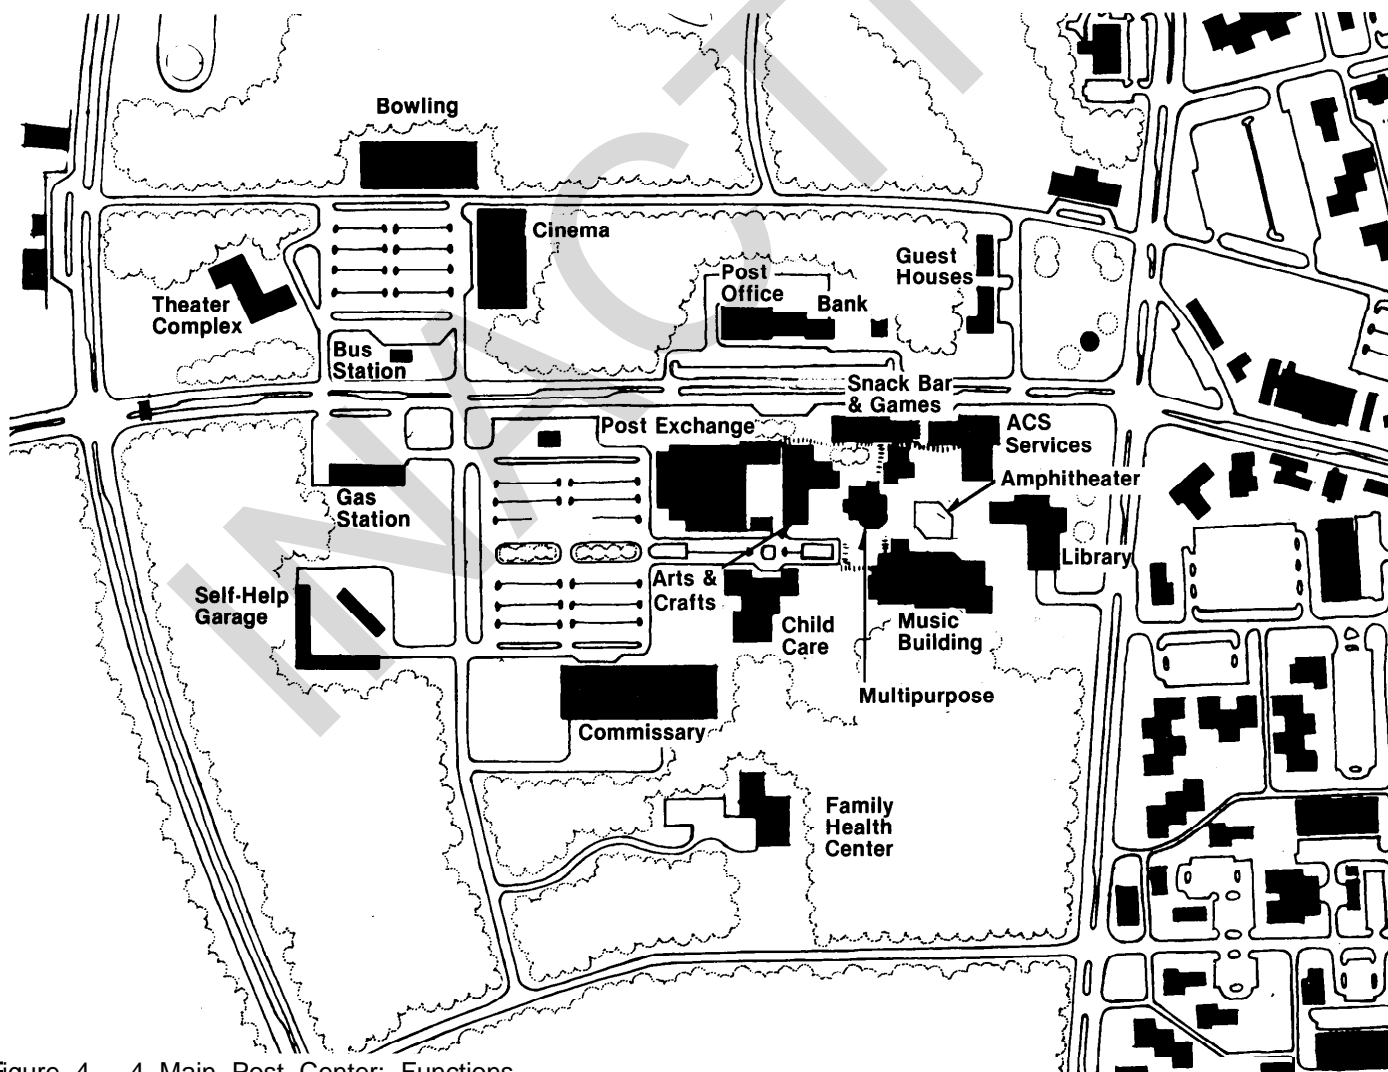 Bowling
Cinema
Guest
Houses
Post
Office
Bank
Theater
Complex
Bus
Station
Snack Bar
& Games
Post Exchange
ACS
Services
Amphitheater
Gas
Station
Library
Arts &
Crafts
Self-Help
Garage
Child
Care
Music
Building
Multipurpose
Commissary
Family
Health
Center
INACTI
igure 4 - 4 Main Post Center: Functions